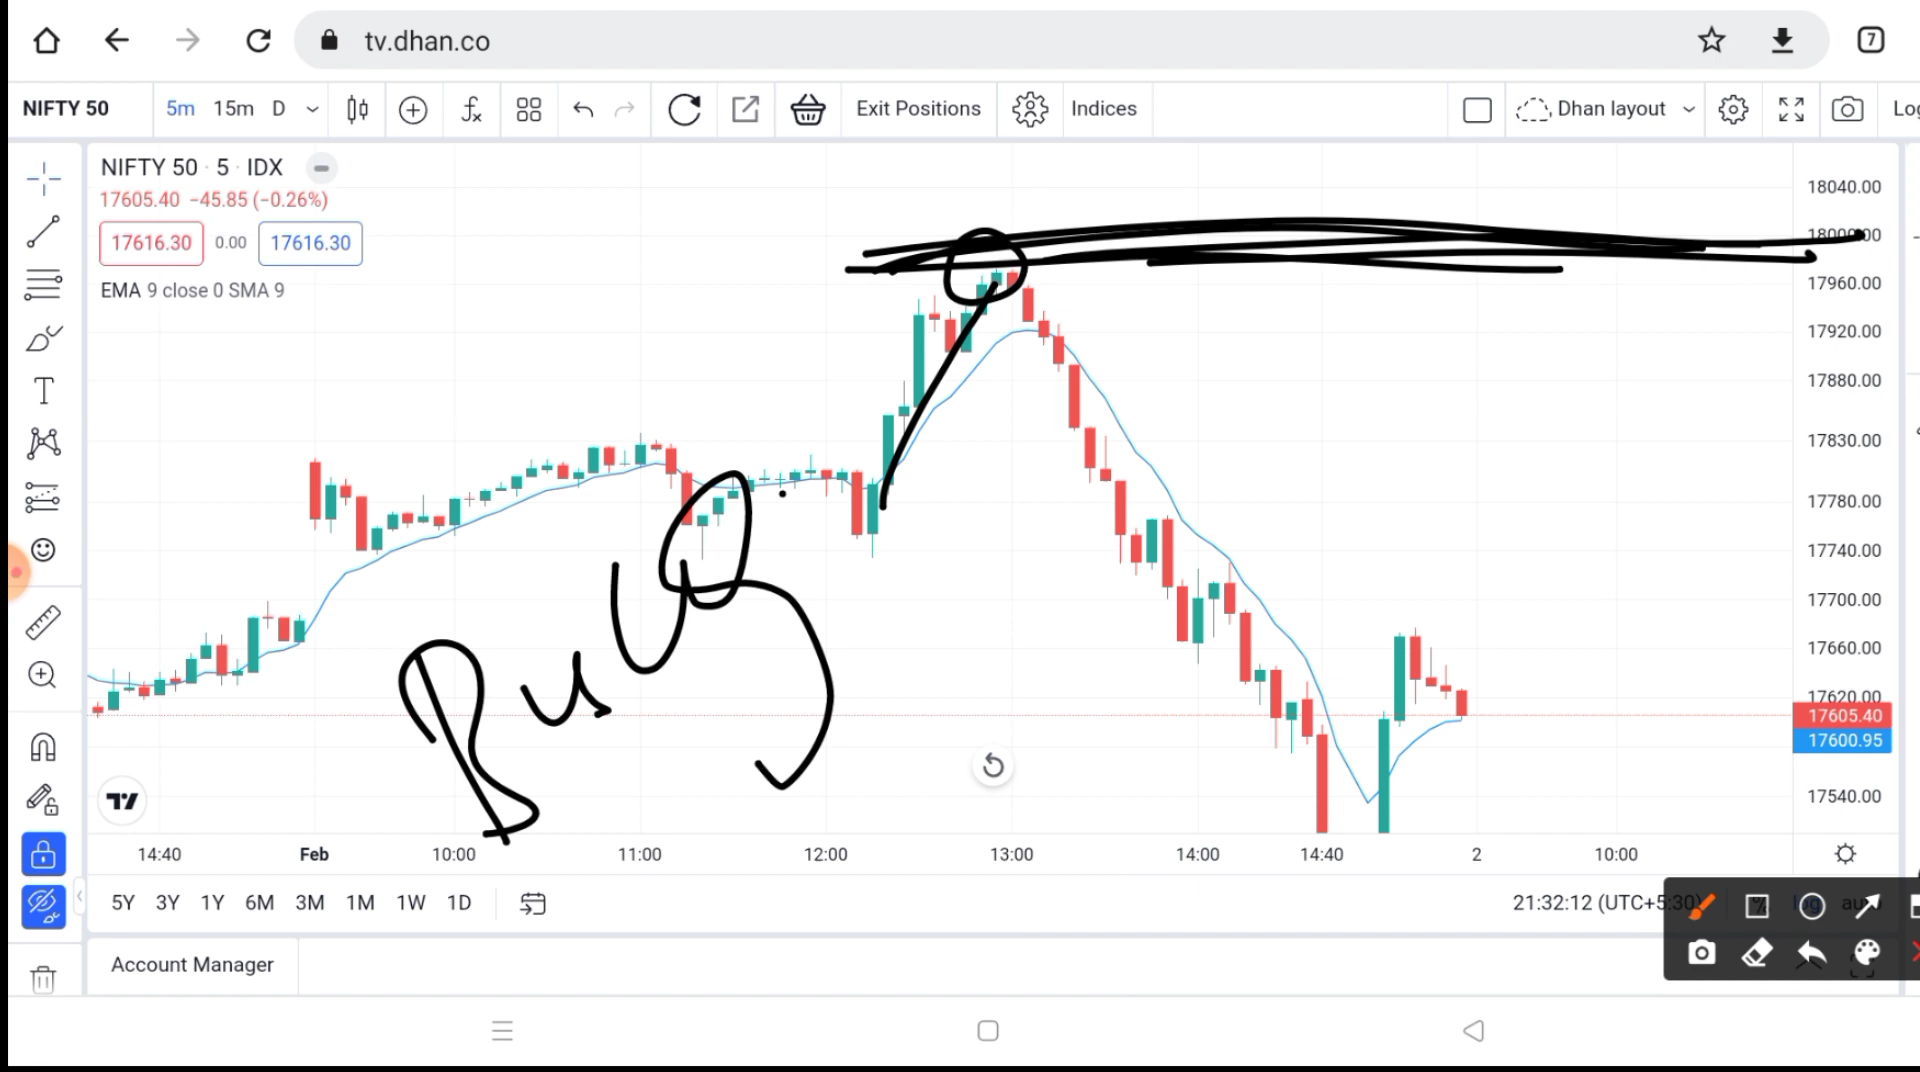 tv.dhan.co 7
NIFTY 50 5m 15m D Exit Positions Indices Dhan layout
NIFTY 50 · 5 · IDX
17605.40 −45.85 (−0.26%)
17616.30 0.00 17616.30
EMA 9 close 0 SMA 9
18040.00
17960.00
17920.00
17880.00
17830.00
17780.00
17740.00
17700.00
17660.00
17620.00
17605.40
17600.95
17540.00
14:40 Feb 10:00 11:00 12:00 13:00 14:00 14:40 2 10:00
5Y 3Y 1Y 6M 3M 1M 1W 1D 21:32:12 (UTC+5:30)
Account Manager